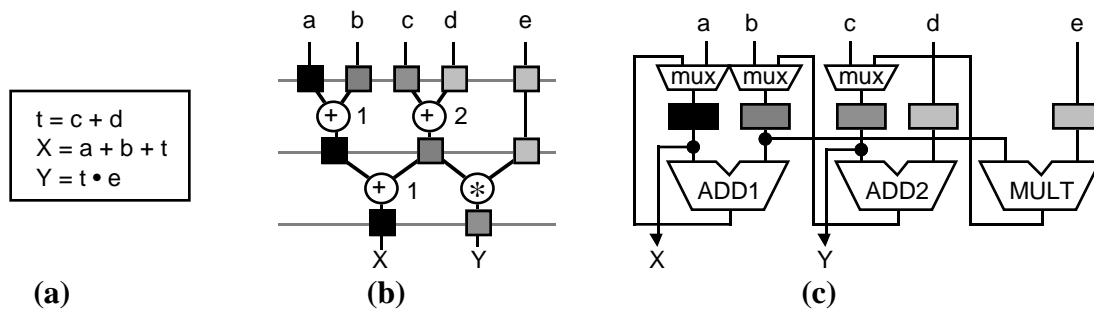 t = c + d
X = a + b + t
Y = t • e
(a)
a b c d e
+ 1 + 2
+ 1 *
X Y
(b)
a b c d e
mux mux mux
ADD1 ADD2 MULT
X Y
(c)